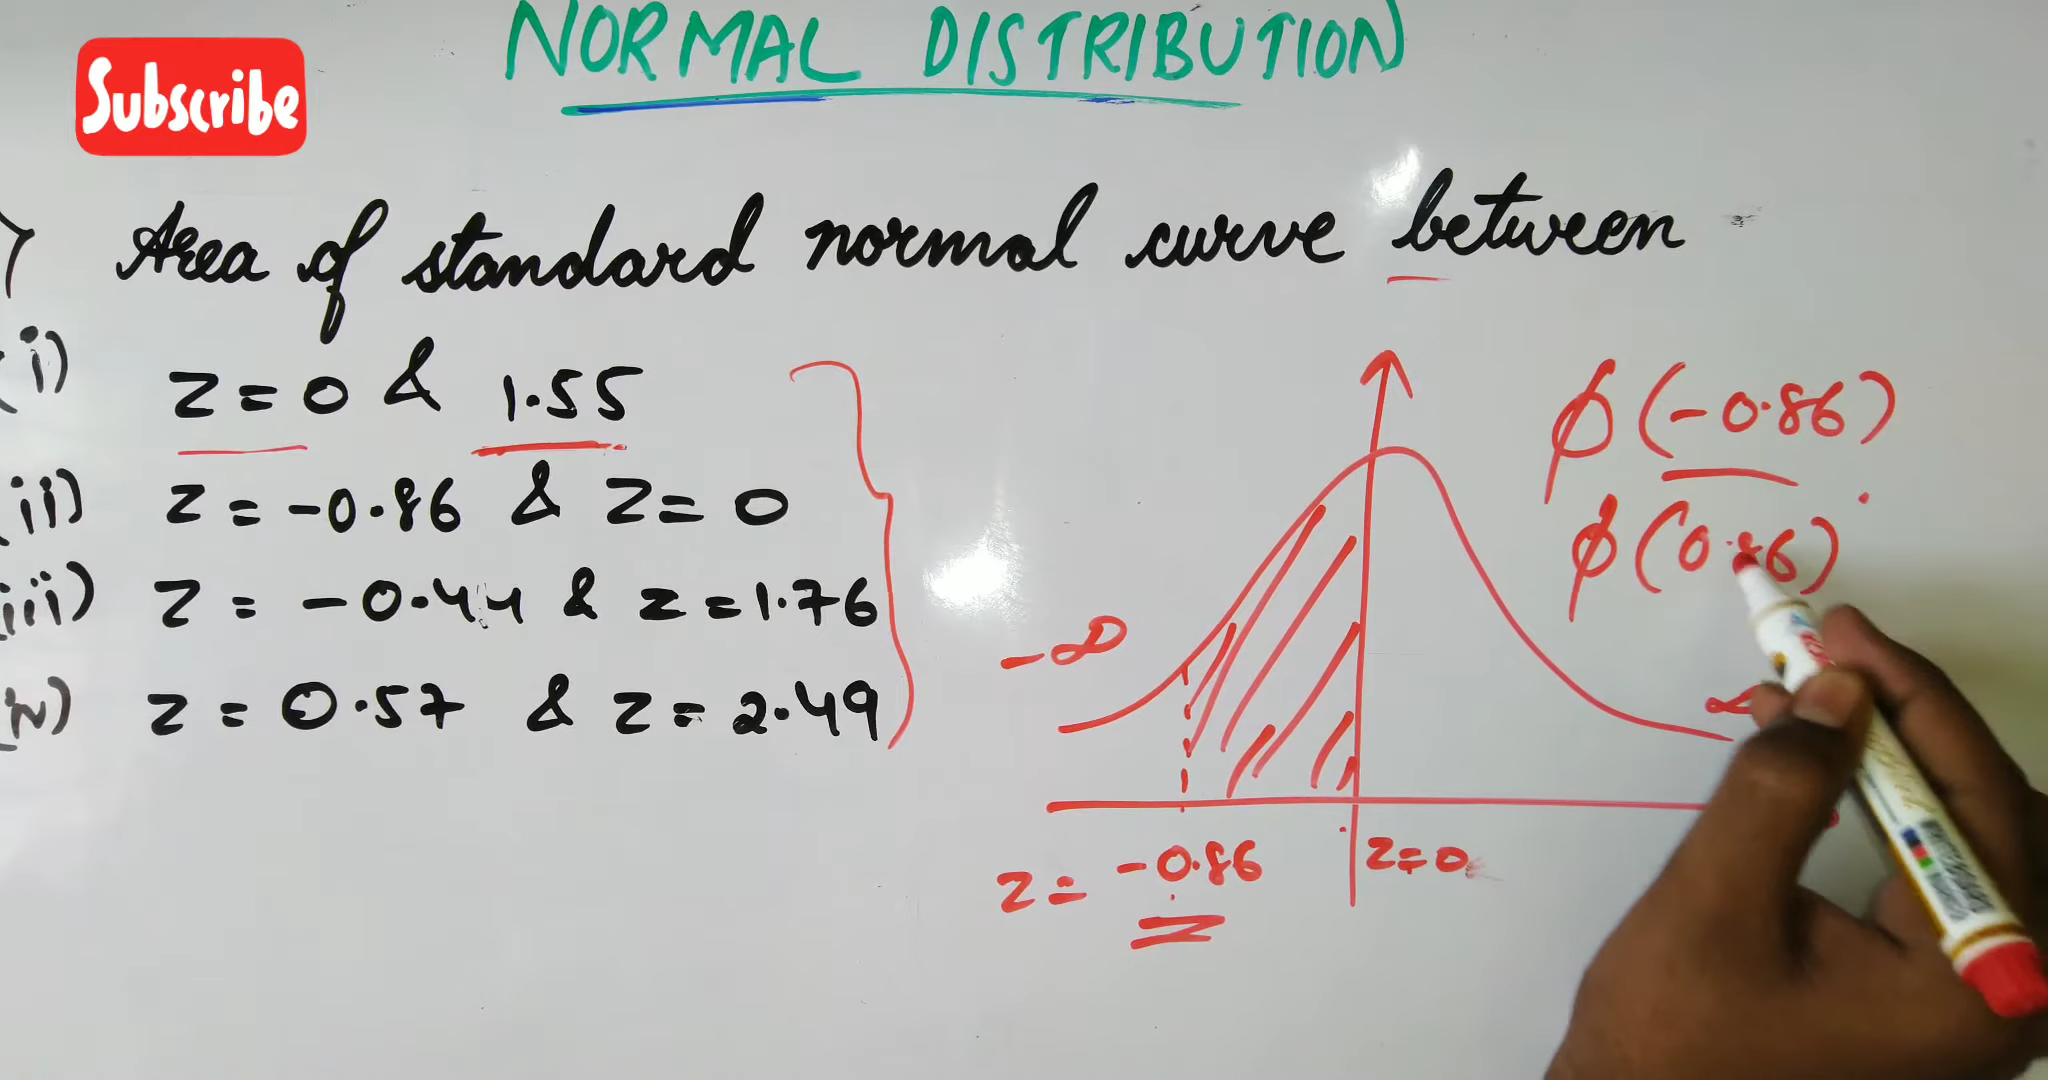 NORMAL DISTRIBUTION
Subscribe
Area of standard normal curve between
(i) Z = 0 & 1.55
(ii) Z = -0.86 & Z = 0
(iii) Z = -0.44 & Z = 1.76
Z = 0.57 & Z = 2.49
ϕ(-0.86)
ϕ(0.86)
-∞
Z = -0.86
Z=0